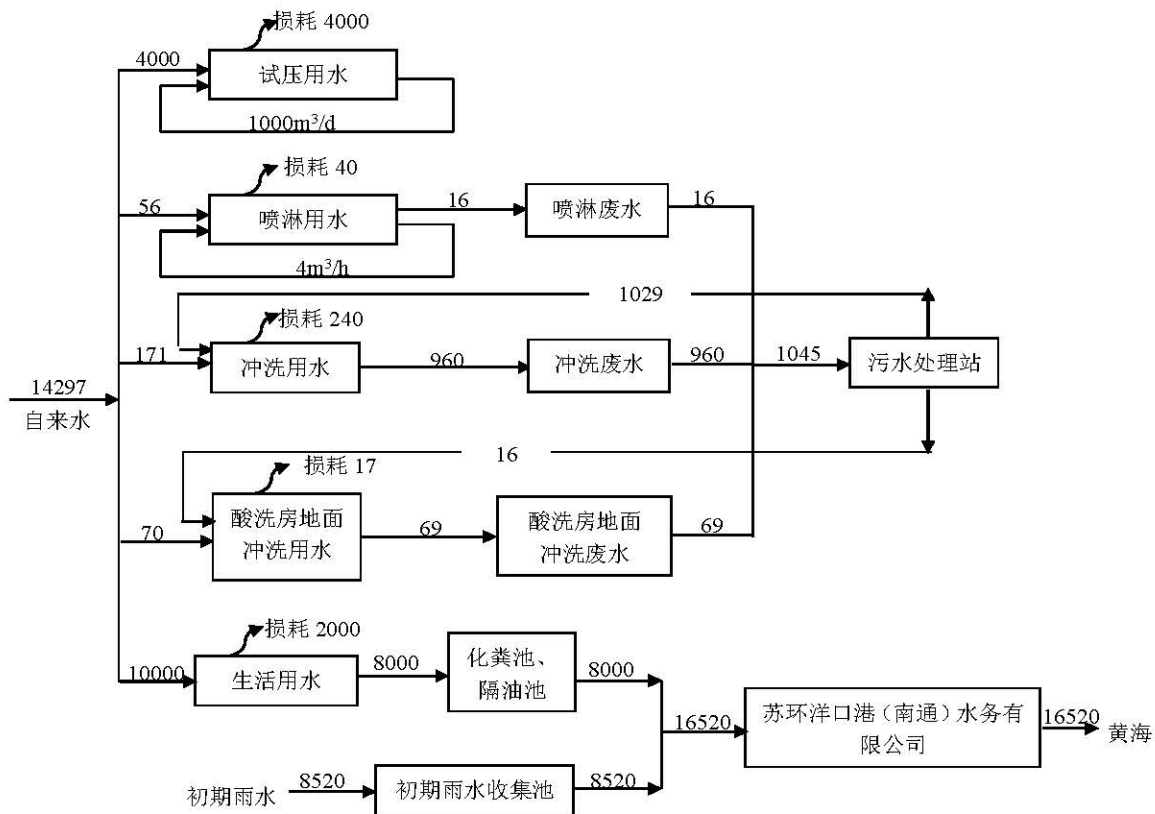 损耗 4000
4000
试压用水
1000m³/d
损耗 40
56
喷淋用水
16
喷淋废水
16
4m³/h
1029
损耗 240
171
冲洗用水
960
冲洗废水
960
1045
污水处理站
14297
自来水
16
损耗 17
70
酸洗房地面
冲洗用水
69
酸洗房地面
冲洗废水
69
损耗 2000
10000
生活用水
8000
化粪池、
隔油池
8000
16520
苏环洋口港（南通）水务有
限公司
16520
黄海
初期雨水
8520
初期雨水收集池
8520